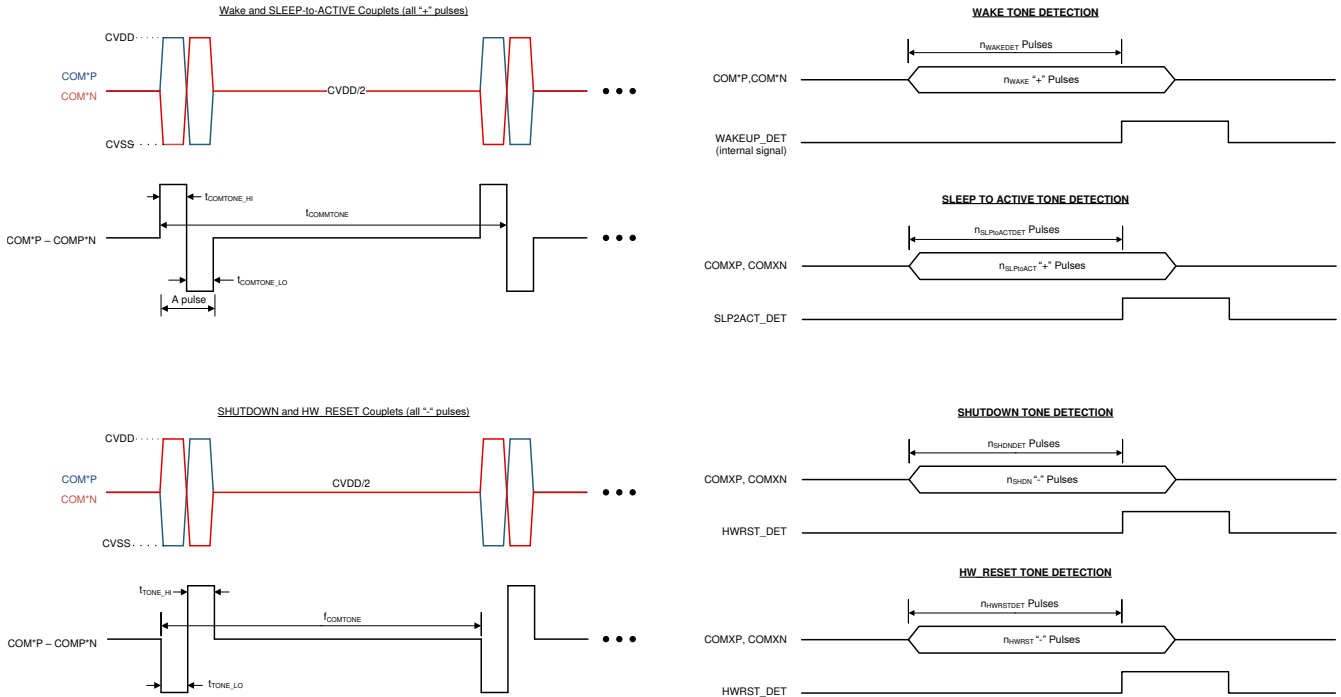 Wake and SLEEP-to-ACTIVE Couplets (all "+" pulses)
CVDD
COM*P
COM*N
CVDD/2
CVSS
tCOMTONE_HI
tCOMMTONE
COM*P – COMP*N
tCOMTONE_LO
A pulse
WAKE TONE DETECTION
nWAKEDET Pulses
COM*P,COM*N
nWAKE "+" Pulses
WAKEUP_DET
(internal signal)
SLEEP TO ACTIVE TONE DETECTION
nSLPtoACTDET Pulses
COMXP, COMXN
nSLPtoACT "+" Pulses
SLP2ACT_DET
SHUTDOWN and HW_RESET Couplets (all "-" pulses)
CVDD
COM*P
COM*N
CVDD/2
CVSS
tTONE_HI
fCOMTONE
COM*P – COMP*N
tTONE_LO
SHUTDOWN TONE DETECTION
nSHDNDET Pulses
COMXP, COMXN
nSHDN "-" Pulses
HWRST_DET
HW_RESET TONE DETECTION
nHWRSTDET Pulses
COMXP, COMXN
nHWRST "-" Pulses
HWRST_DET